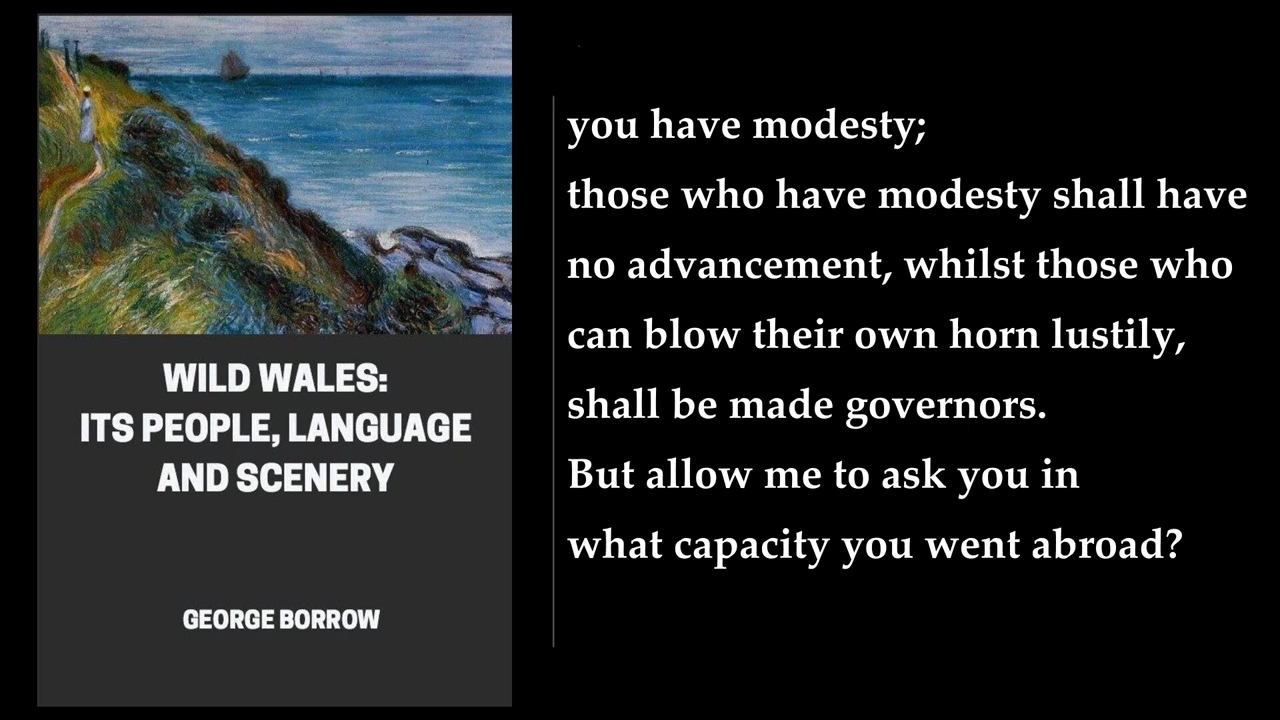 WILD WALES:
ITS PEOPLE, LANGUAGE
AND SCENERY
GEORGE BORROW
you have modesty;
those who have modesty shall have
no advancement, whilst those who
can blow their own horn lustily,
shall be made governors.
But allow me to ask you in
what capacity you went abroad?